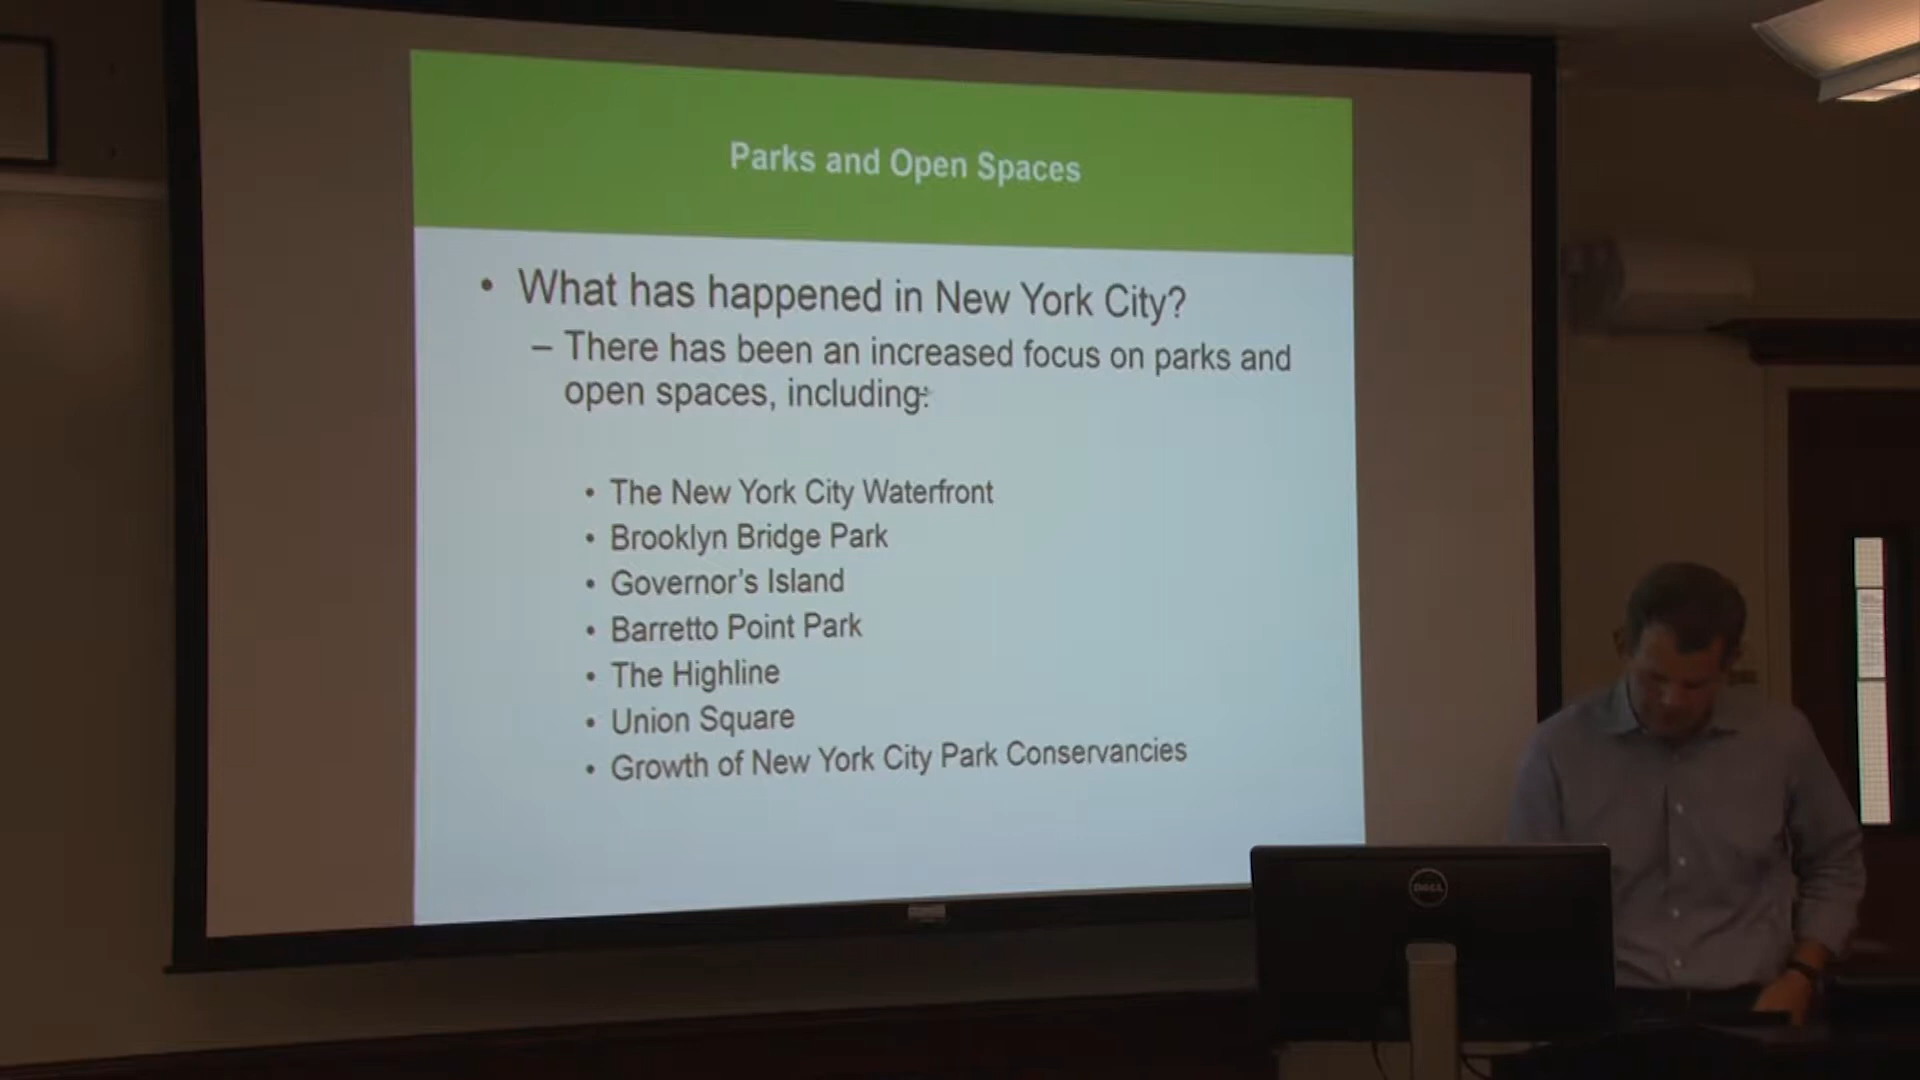 Parks and Open Spaces
• What has happened in New York City?
– There has been an increased focus on parks and
open spaces, including:
• The New York City Waterfront
• Brooklyn Bridge Park
• Governor's Island
• Barretto Point Park
• The Highline
• Union Square
• Growth of New York City Park Conservancies
DELL